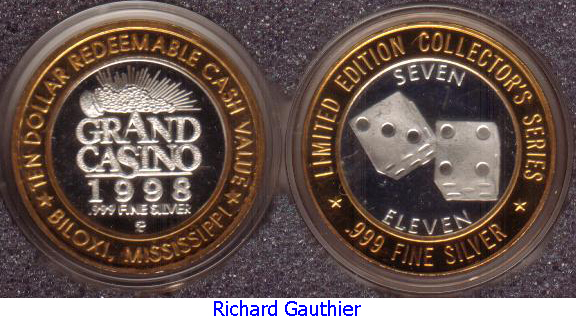 TEN DOLLAR REDEEMABLE CASH VALUE
GRAND
CASINO
1998
.999 FINE SILVER
★ BILOXI, MISSISSIPPI ★
LIMITED EDITION COLLECTOR'S SERIES
SEVEN
ELEVEN
★ .999 FINE SILVER ★
Richard Gauthier